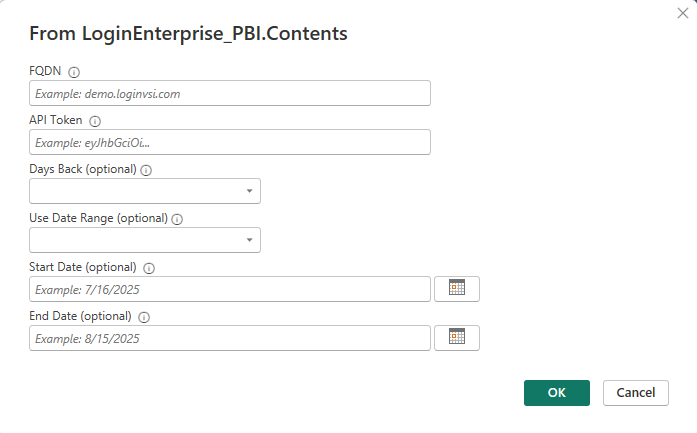 From LoginEnterprise_PBI.Contents
FQDN
Example: demo.loginvsi.com
API Token
Example: eyJhbGciOi...
Days Back (optional)
Use Date Range (optional)
Start Date (optional)
Example: 7/16/2025
End Date (optional)
Example: 8/15/2025
OK
Cancel